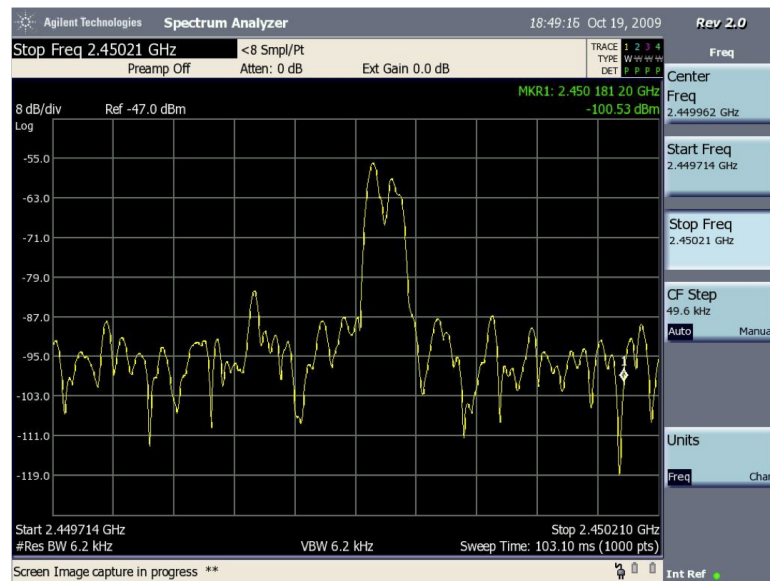 Agilent Technologies Spectrum Analyzer 18:49:16 Oct 19, 2009 Rev 2.0
Stop Freq 2.45021 GHz <8 Smpl/Pt TRACE 1 2 3 4
TYPE W W W W
Preamp Off Atten: 0 dB Ext Gain 0.0 dB DET P P P P
MKR1: 2.450 181 20 GHz
8 dB/div Ref -47.0 dBm -100.53 dBm
Log
-55.0
-63.0
-71.0
-79.0
-87.0
-95.0
-103.0
-111.0
-119.0
1
Start 2.449714 GHz Stop 2.450210 GHz
#Res BW 6.2 kHz VBW 6.2 kHz Sweep Time: 103.10 ms (1000 pts)
Screen Image capture in progress **
Freq
Center
Freq
2.449962 GHz
Start Freq
2.449714 GHz
Stop Freq
2.45021 GHz
CF Step
49.6 kHz
Auto Manua
Units
Freq Chan
Int Ref